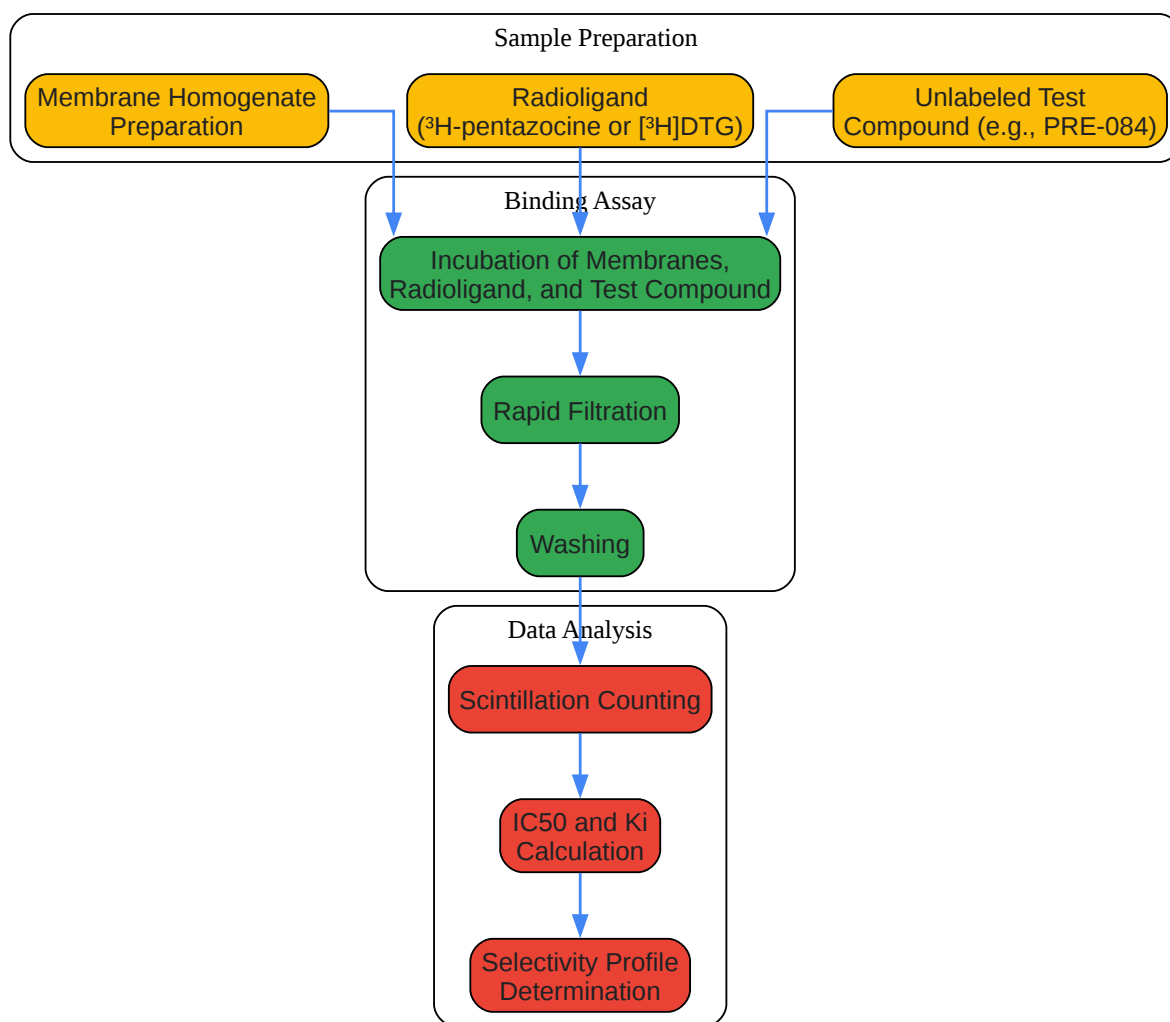 Sample Preparation
Membrane Homogenate
Preparation
Radioligand
(³H-pentazocine or [³H]DTG)
Unlabeled Test
Compound (e.g., PRE-084)
Binding Assay
Incubation of Membranes,
Radioligand, and Test Compound
Rapid Filtration
Washing
Data Analysis
Scintillation Counting
IC50 and Ki
Calculation
Selectivity Profile
Determination